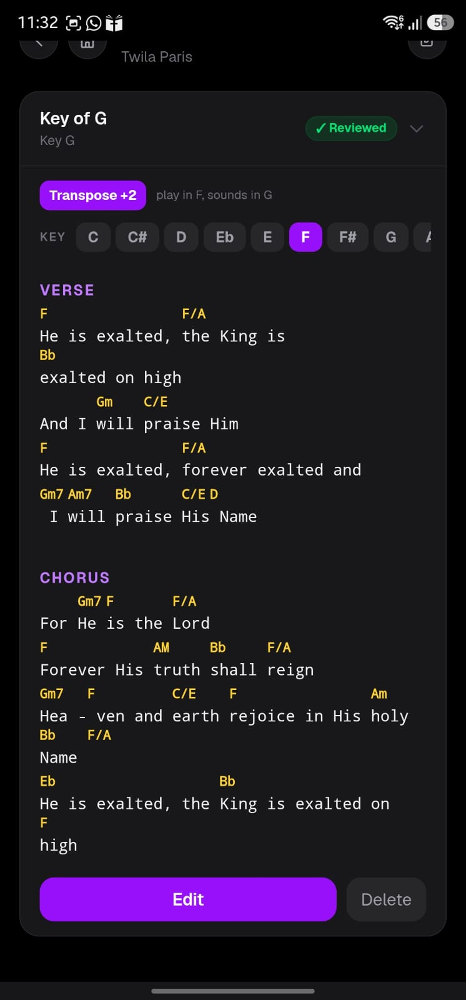 11:32
6
56
Twila Paris
Key of G
Key G
✓ Reviewed
Transpose +2 play in F, sounds in G
KEY C C# D Eb E F F# G
VERSE
F F/A
He is exalted, the King is
Bb
exalted on high
Gm C/E
And I will praise Him
F F/A
He is exalted, forever exalted and
Gm7 Am7 Bb C/E D
I will praise His Name
CHORUS
Gm7 F F/A
For He is the Lord
F AM Bb F/A
Forever His truth shall reign
Gm7 F C/E F Am
Hea - ven and earth rejoice in His holy
Bb F/A
Name
Eb Bb
He is exalted, the King is exalted on
F
high
Edit Delete